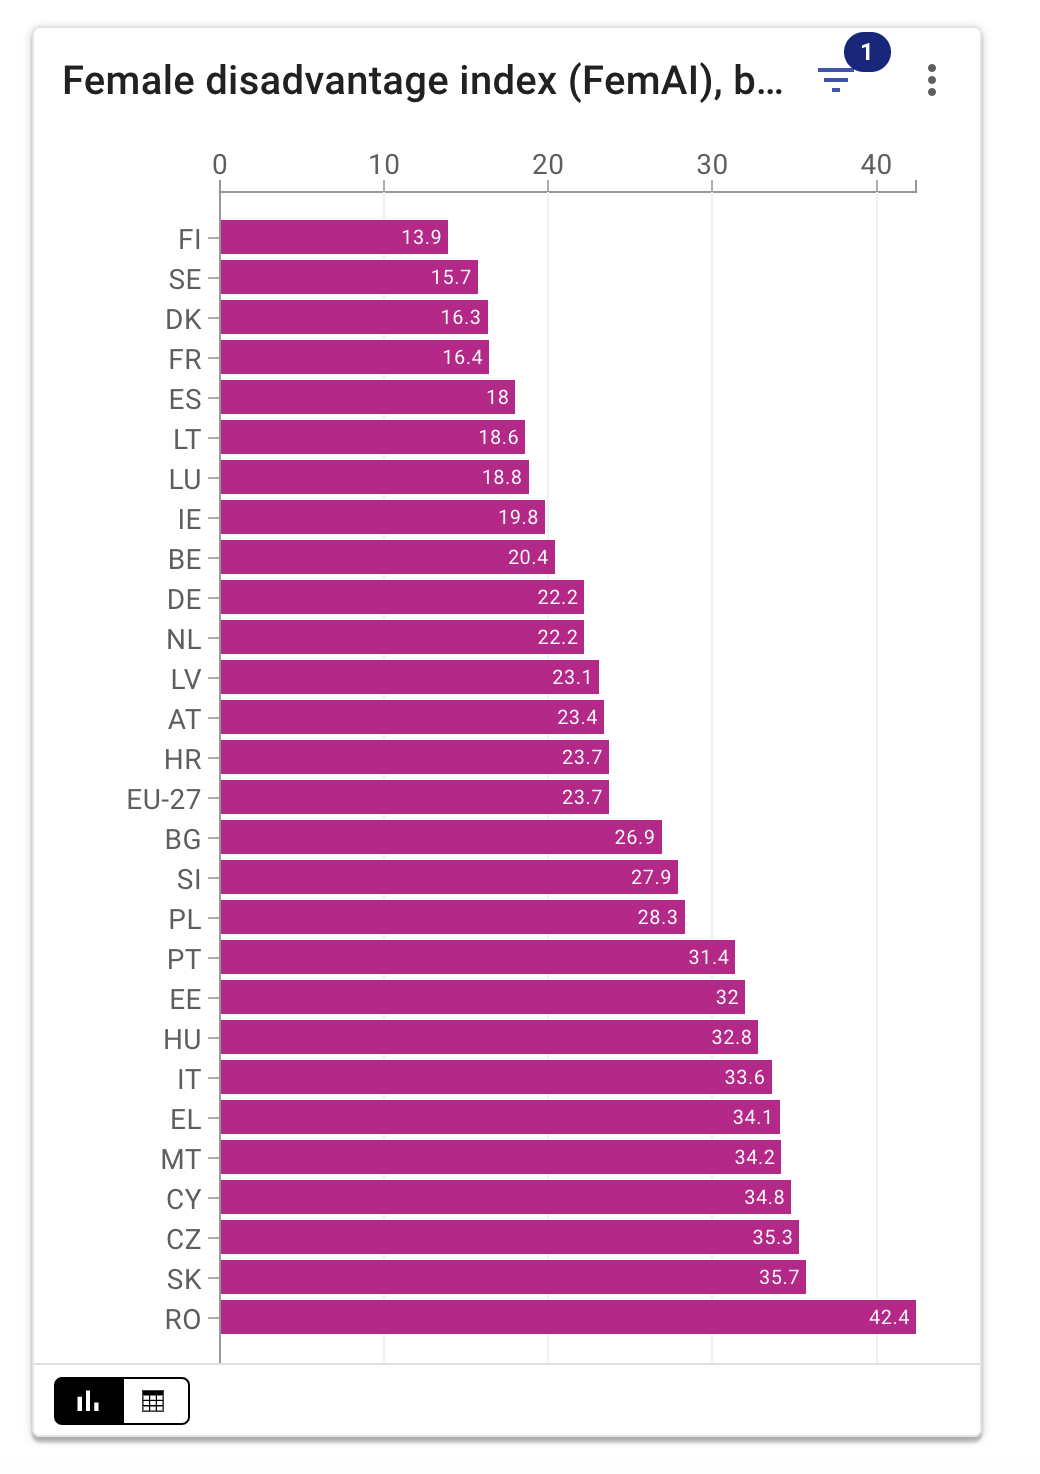 Female disadvantage index (FemAI), b...
1
0 10 20 30 40
FI 13.9
SE 15.7
DK 16.3
FR 16.4
ES 18
LT 18.6
LU 18.8
IE 19.8
BE 20.4
DE 22.2
NL 22.2
LV 23.1
AT 23.4
HR 23.7
EU-27 23.7
BG 26.9
SI 27.9
PL 28.3
PT 31.4
EE 32
HU 32.8
IT 33.6
EL 34.1
MT 34.2
CY 34.8
CZ 35.3
SK 35.7
RO 42.4